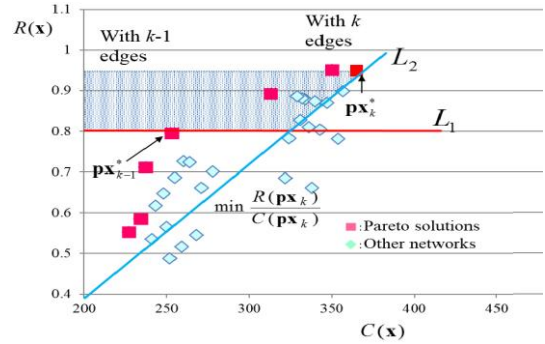 R(x)
With k-1 edges
With k edges
L₂
px*ₖ
L₁
px*ₖ₋₁
min R(pxₖ) / C(pxₖ)
:Pareto solutions
:Other networks
1.1
1
0.9
0.8
0.7
0.6
0.5
0.4
200 250 300 350 400 450
C(x)